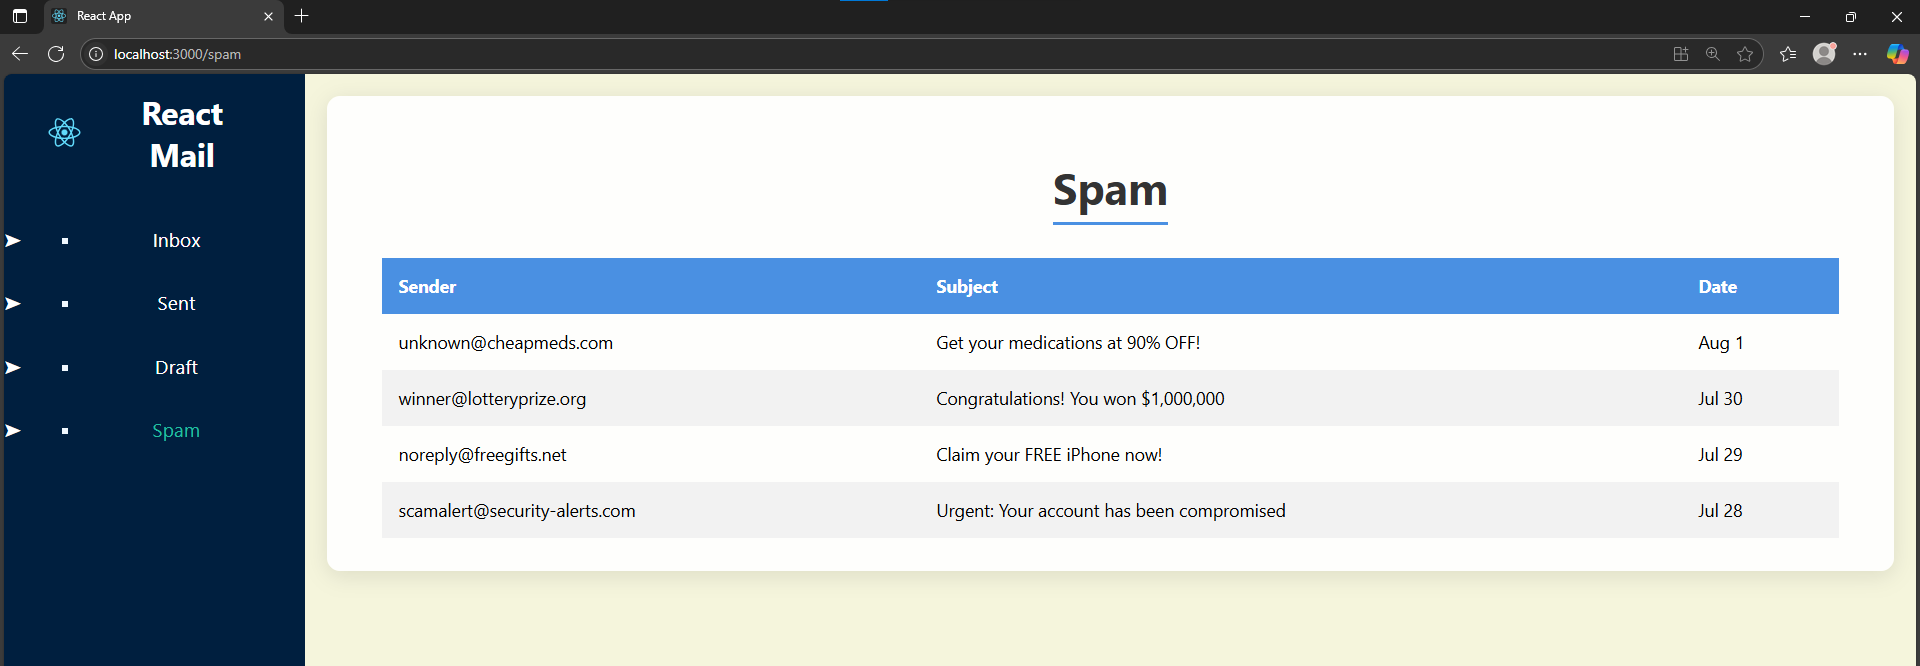 React App
localhost:3000/spam
React
Mail
Inbox
Sent
Draft
Spam
Spam
Sender Subject Date
unknown@cheapmeds.com Get your medications at 90% OFF! Aug 1
winner@lotteryprize.org Congratulations! You won $1,000,000 Jul 30
noreply@freegifts.net Claim your FREE iPhone now! Jul 29
scamalert@security-alerts.com Urgent: Your account has been compromised Jul 28